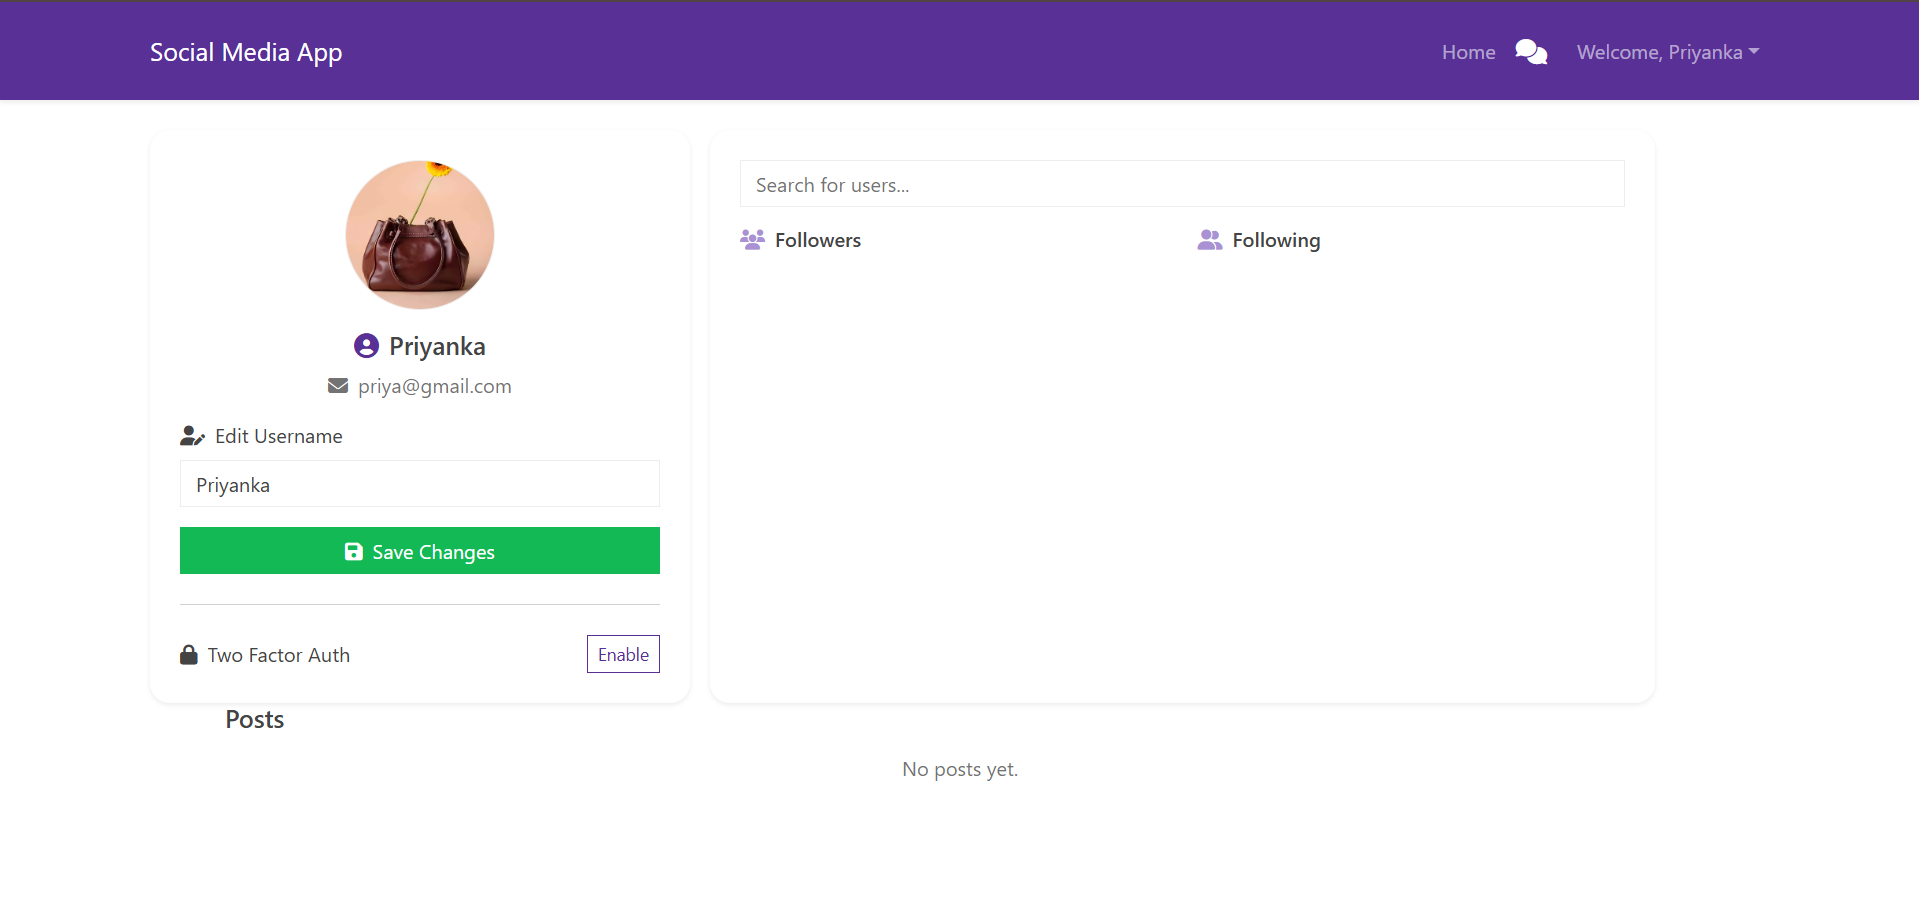 Social Media App
Home
Welcome, Priyanka
Priyanka
priya@gmail.com
Edit Username
Priyanka
Save Changes
Two Factor Auth
Enable
Search for users...
Followers
Following
Posts
No posts yet.